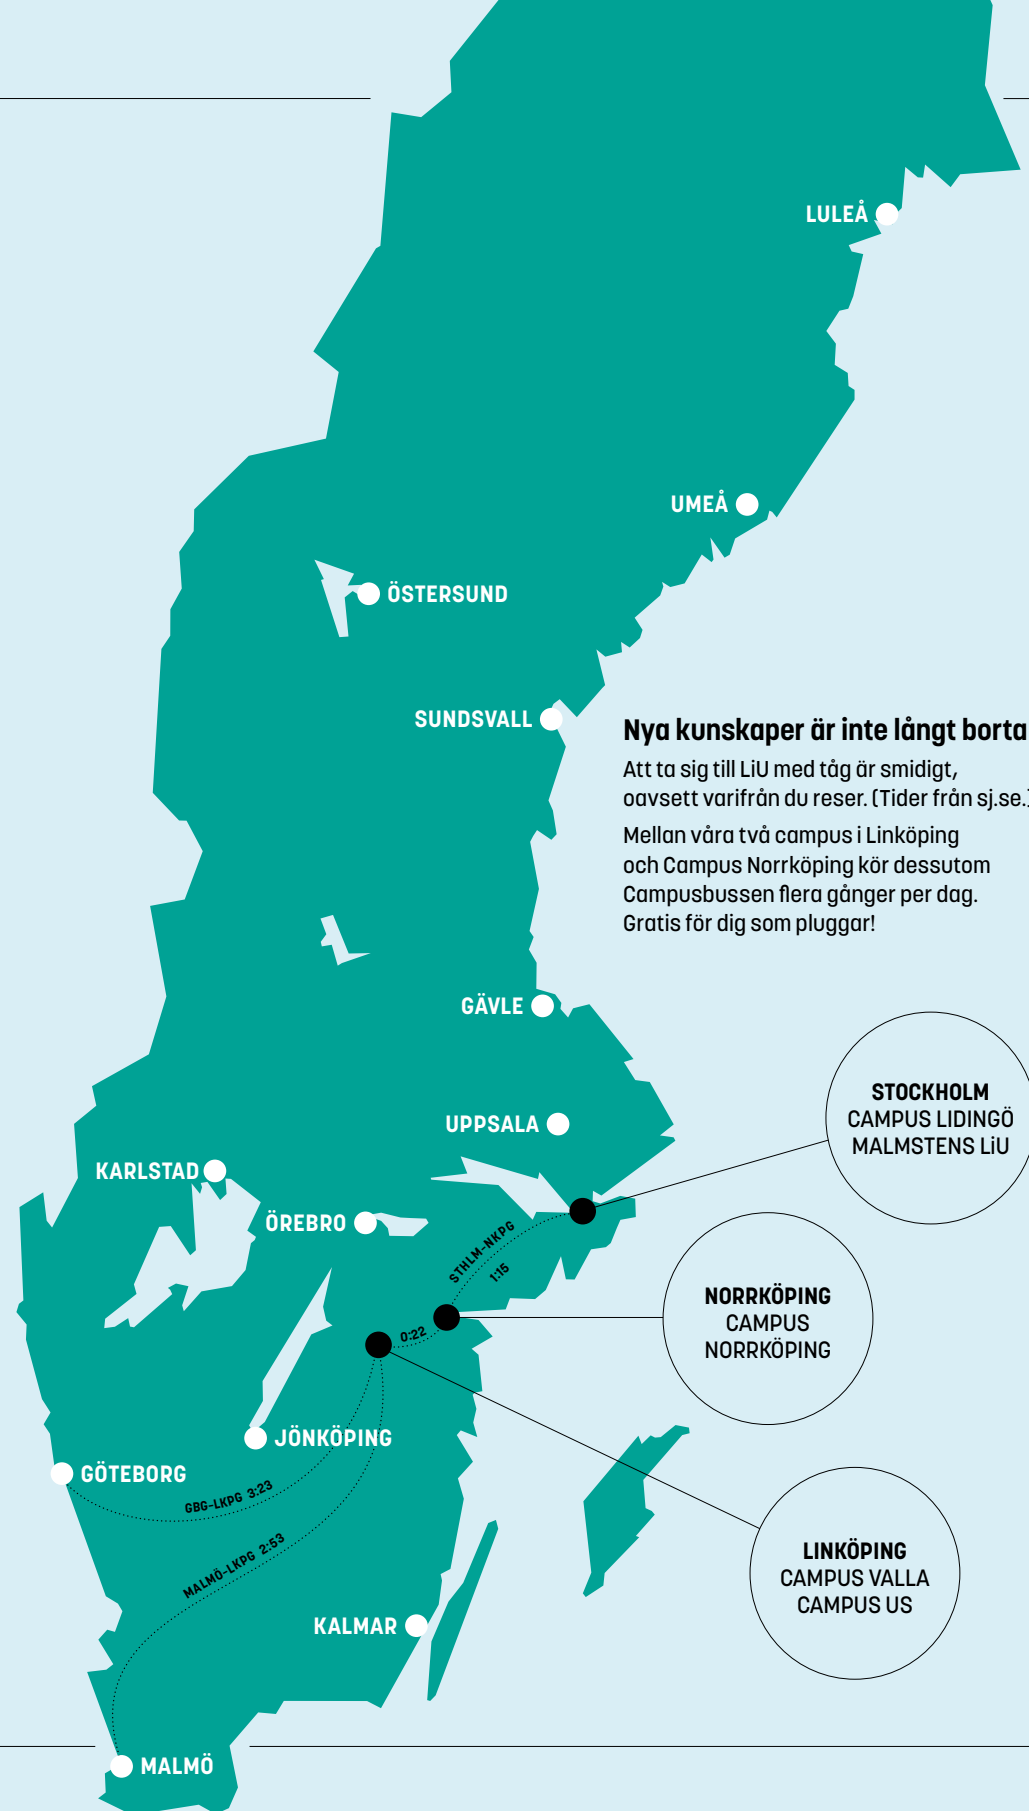 LULEÅ
UMEÅ
ÖSTERSUND
SUNDSVALL
Nya kunskaper är inte långt borta
Att ta sig till LiU med tåg är smidigt,
oavsett varifrån du reser. (Tider från sj.se.)
Mellan våra två campus i Linköping
och Campus Norrköping kör dessutom
Campusbussen flera gånger per dag.
Gratis för dig som pluggar!
GÄVLE
STOCKHOLM
CAMPUS LIDINGÖ
MALMSTENS LiU
UPPSALA
KARLSTAD
ÖREBRO
STHLM-NKPG
1:15
NORRKÖPING
CAMPUS
NORRKÖPING
0:22
JÖNKÖPING
GÖTEBORG
GBG-LKPG 3:23
MALMÖ-LKPG 2:53
LINKÖPING
CAMPUS VALLA
CAMPUS US
KALMAR
MALMÖ